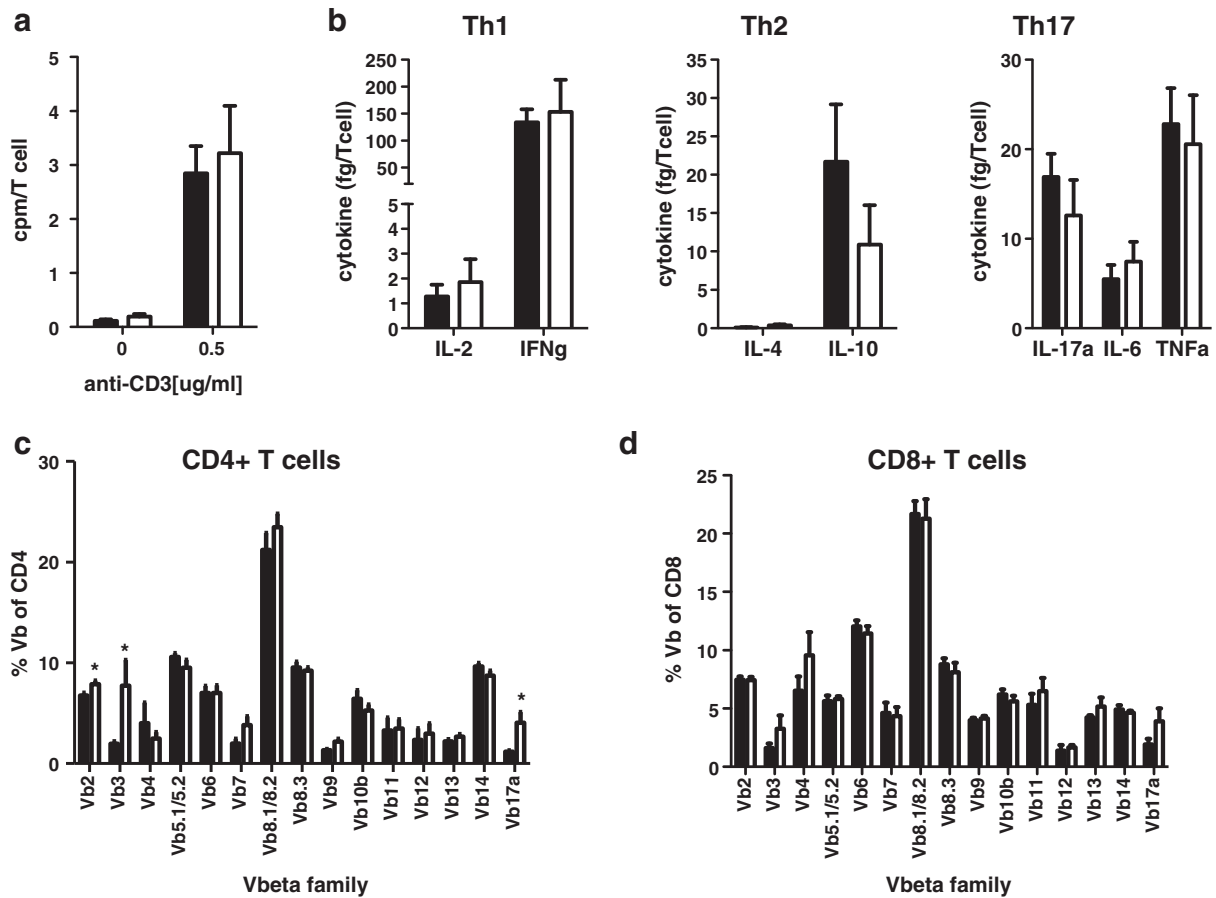 a
5
4
3
2
1
0
cpm/T cell
0 0.5
anti-CD3[ug/ml]
b
Th1
250
200
150
100
50
5
4
3
2
1
0
cytokine (fg/Tcell)
IL-2 IFNg
Th2
35
30
25
20
15
10
5
0
cytokine (fg/Tcell)
IL-4 IL-10
Th17
30
20
10
0
cytokine (fg/Tcell)
IL-17a IL-6 TNFa
c
CD4+ T cells
30
20
10
0
% Vb of CD4
* * *
Vb2
Vb3
Vb4
Vb5.1/5.2
Vb6
Vb7
Vb8.1/8.2
Vb8.3
Vb9
Vb10b
Vb11
Vb12
Vb13
Vb14
Vb17a
Vbeta family
d
CD8+ T cells
25
20
15
10
5
0
% Vb of CD8
Vb2
Vb3
Vb4
Vb5.1/5.2
Vb6
Vb7
Vb8.1/8.2
Vb8.3
Vb9
Vb10b
Vb11
Vb12
Vb13
Vb14
Vb17a
Vbeta family